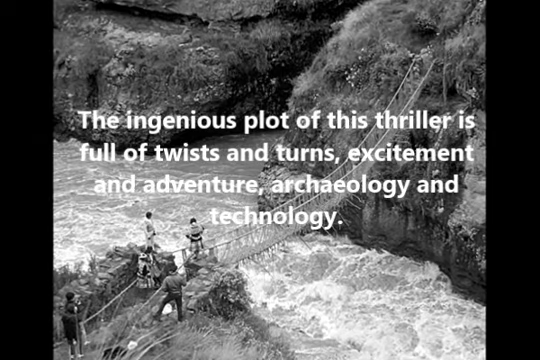 The ingenious plot of this thriller is
full of twists and turns, excitement
and adventure, archaeology and
technology.